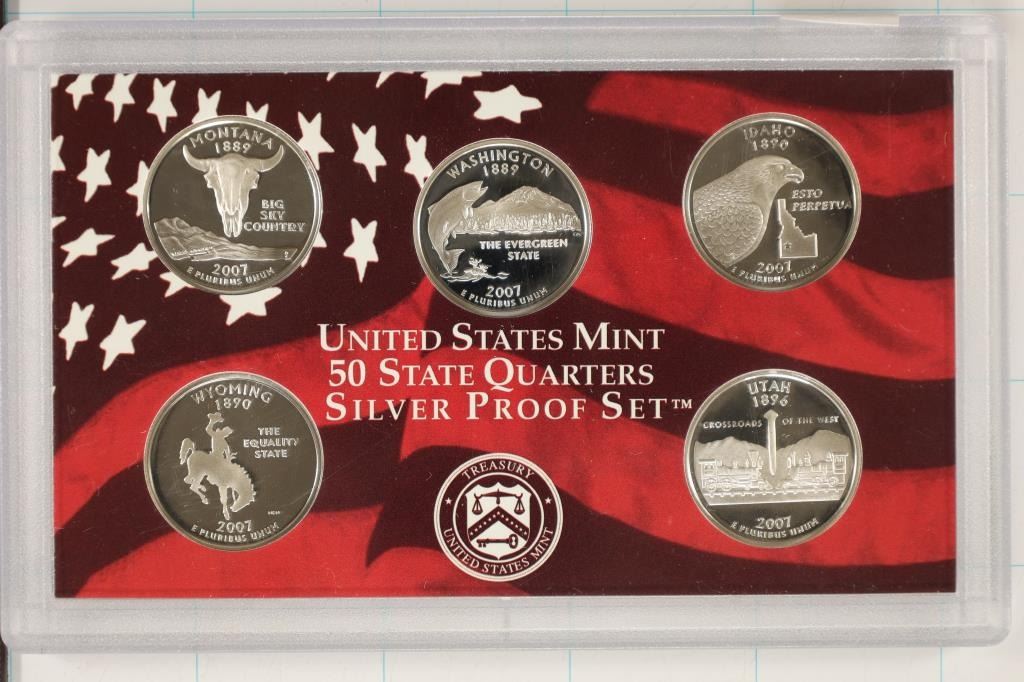 MONTANA
1889
BIG
SKY
COUNTRY
2007
E PLURIBUS UNUM
WASHINGTON
1889
THE EVERGREEN
STATE
2007
E PLURIBUS UNUM
IDAHO
1890
ESTO
PERPETUA
2007
E PLURIBUS UNUM
UNITED STATES MINT
50 STATE QUARTERS
SILVER PROOF SET™
WYOMING
1890
THE
EQUALITY
STATE
2007
E PLURIBUS UNUM
TREASURY
UNITED STATES MINT
UTAH
1896
CROSSROADS OF THE WEST
2007
E PLURIBUS UNUM